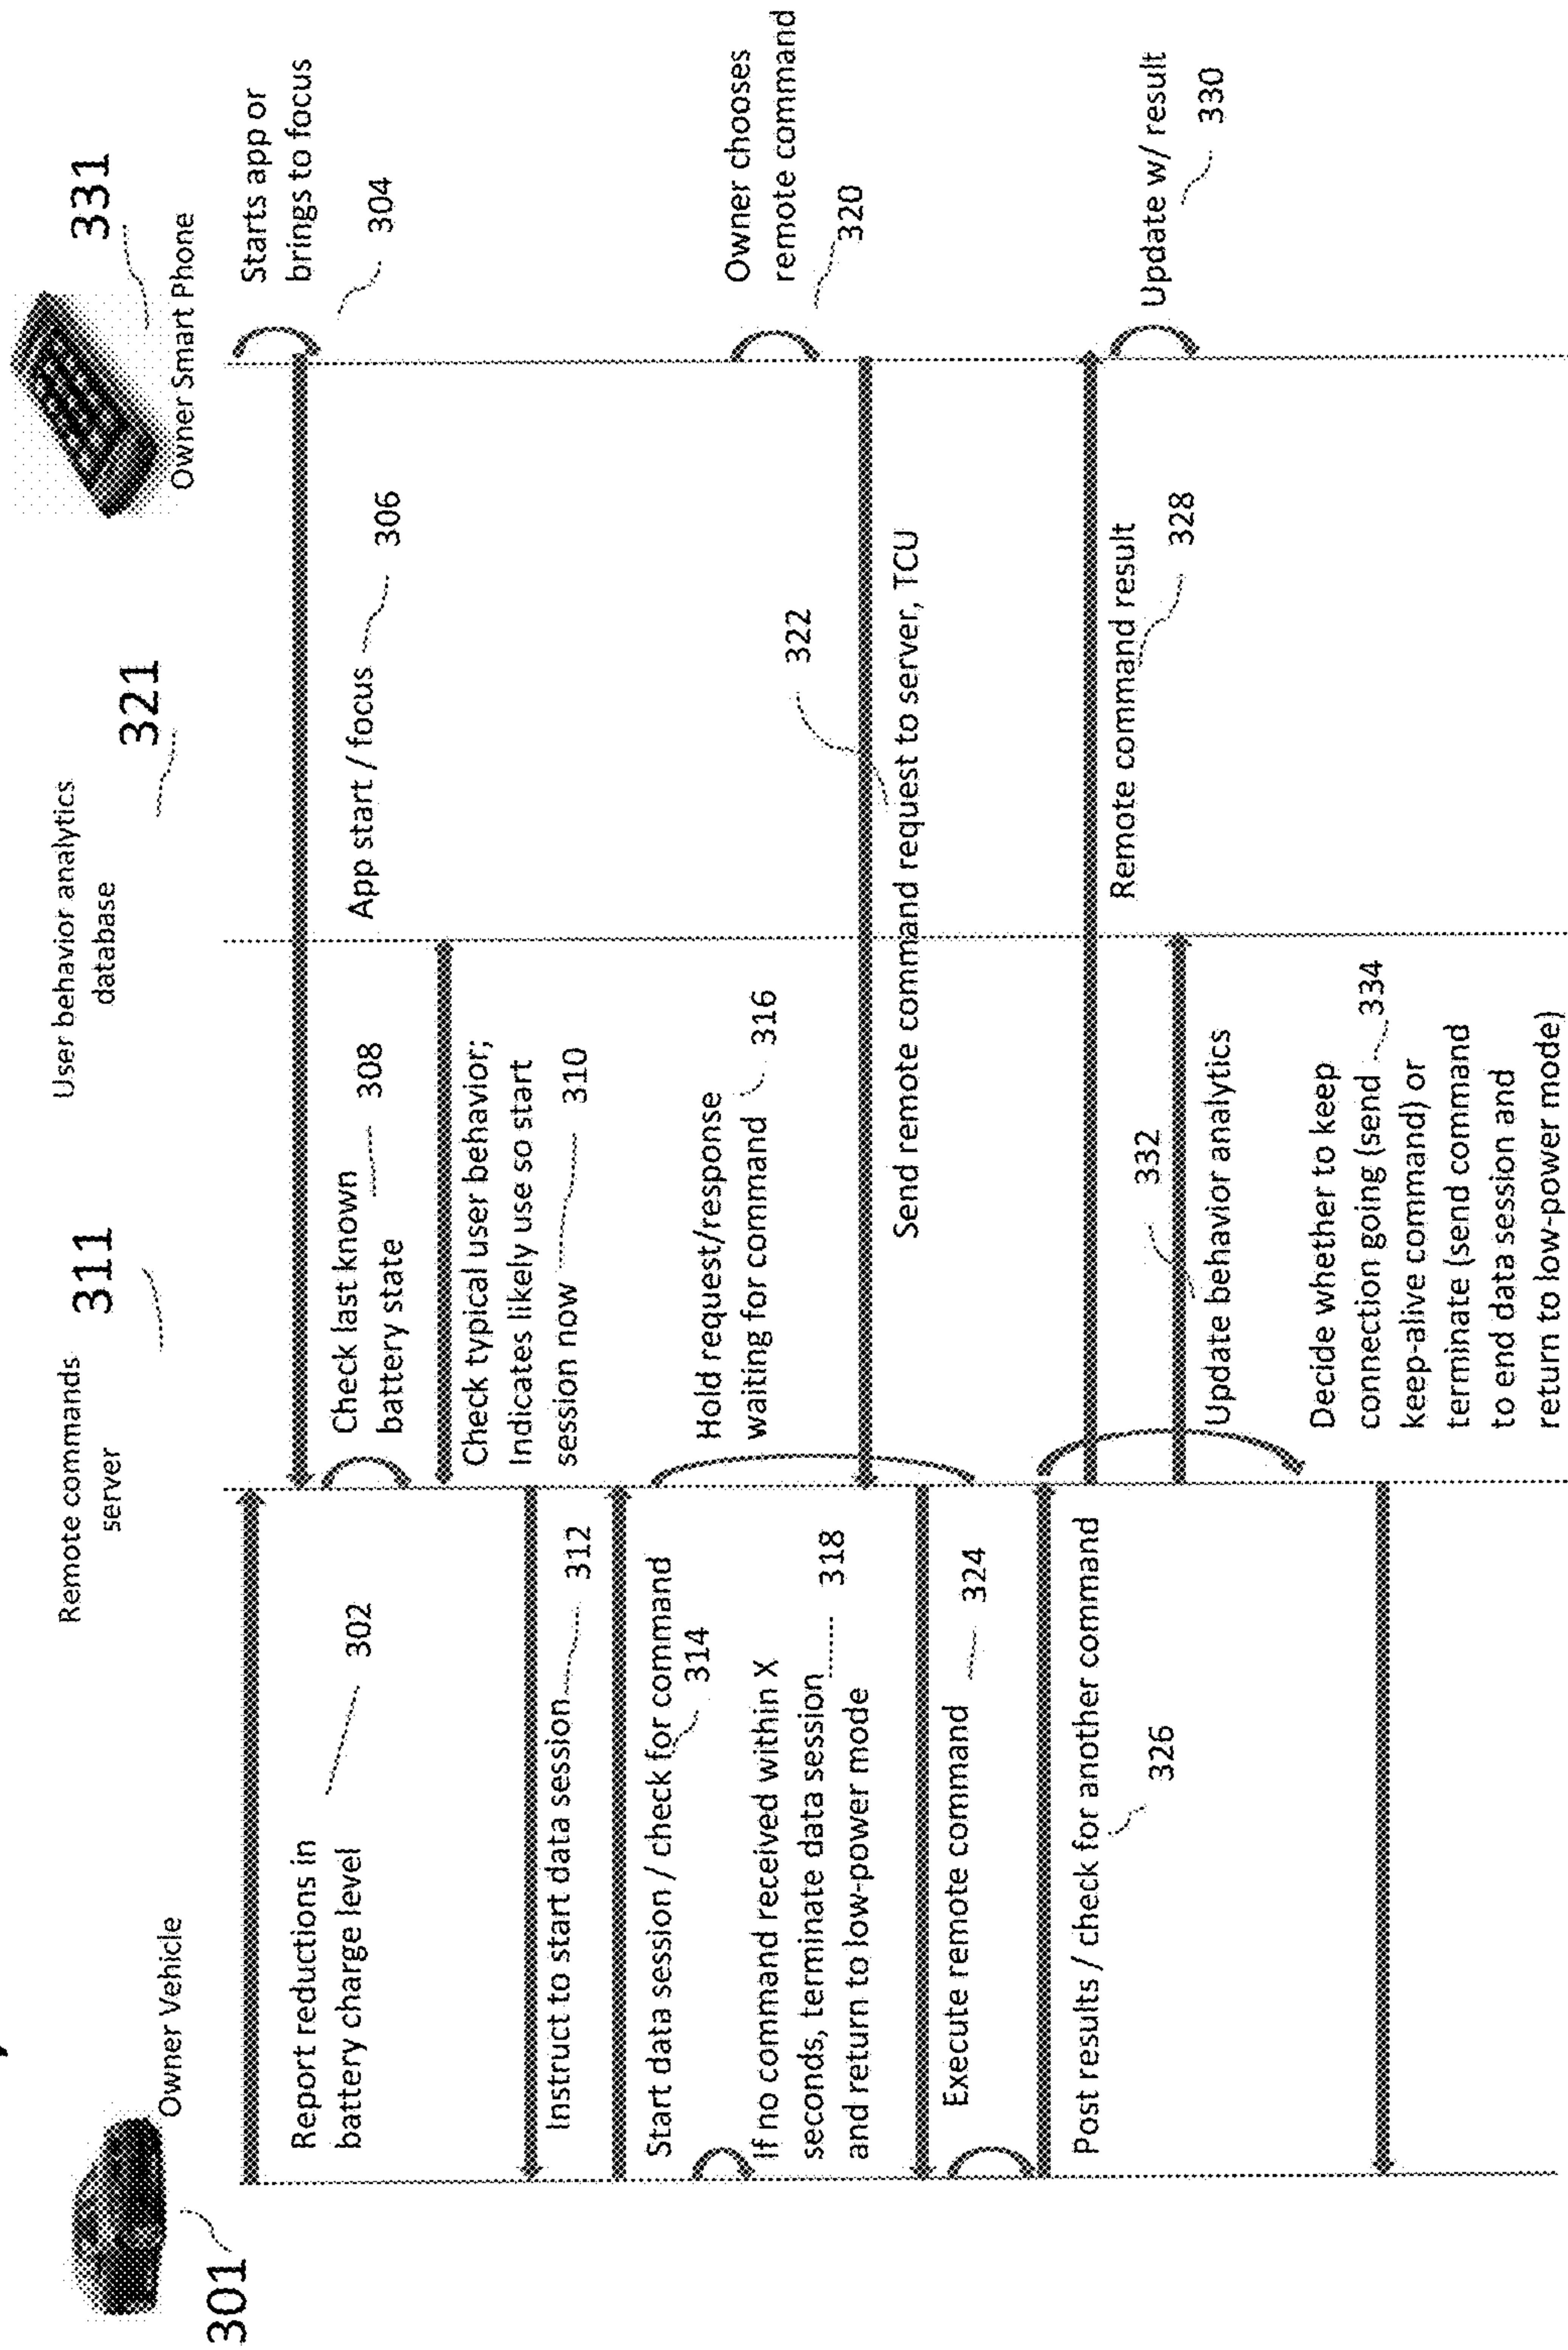 301
Owner Vehicle
Remote commands
server
311
User behavior analytics
database
321
331
Owner Smart Phone
Report reductions in
battery charge level
302
Starts app or
brings to focus
304
App start / focus
306
Check last known
battery state
308
Check typical user behavior;
Indicates likely use so start
session now
310
Instruct to start data session
312
Start data session / check for command
314
Hold request/response
waiting for command
316
If no command received within X
seconds, terminate data session
and return to low-power mode
318
Owner chooses
remote command
320
322
Send remote command request to server, TCU
Execute remote command
324
Post results / check for another command
326
Remote command result
328
Update w/ result
330
332
Update behavior analytics
Decide whether to keep
connection going (send
keep-alive command) or
terminate (send command
to end data session and
return to low-power mode)
334